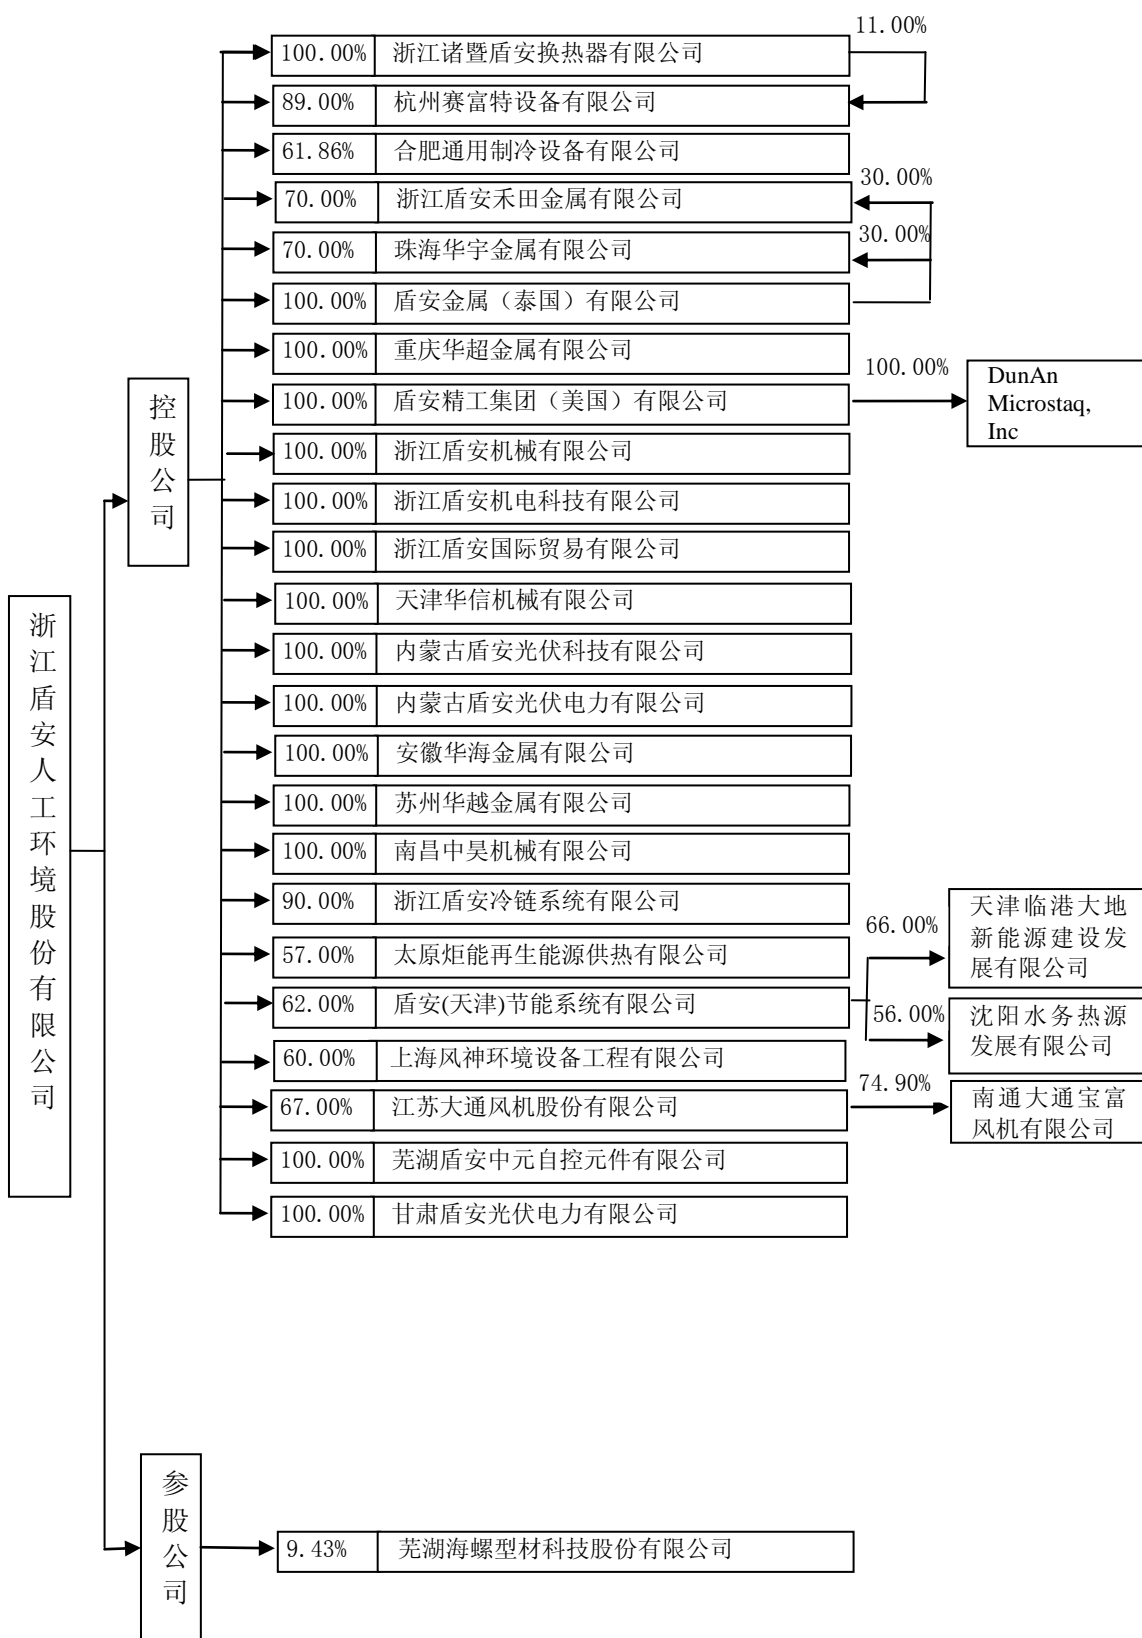 11.00%
100.00% 浙江诸暨盾安换热器有限公司
89.00% 杭州赛富特设备有限公司
61.86% 合肥通用制冷设备有限公司
30.00%
70.00% 浙江盾安禾田金属有限公司
30.00%
70.00% 珠海华宇金属有限公司
100.00% 盾安金属（泰国）有限公司
100.00% 重庆华超金属有限公司
100.00%
DunAn
Microstaq,
Inc
100.00% 盾安精工集团（美国）有限公司
控股公司
100.00% 浙江盾安机械有限公司
100.00% 浙江盾安机电科技有限公司
100.00% 浙江盾安国际贸易有限公司
100.00% 天津华信机械有限公司
浙江盾安人工环境股份有限公司
100.00% 内蒙古盾安光伏科技有限公司
100.00% 内蒙古盾安光伏电力有限公司
100.00% 安徽华海金属有限公司
100.00% 苏州华越金属有限公司
100.00% 南昌中昊机械有限公司
90.00% 浙江盾安冷链系统有限公司
66.00%
天津临港大地
新能源建设发
展有限公司
57.00% 太原炬能再生能源供热有限公司
62.00% 盾安(天津)节能系统有限公司
56.00%
沈阳水务热源
发展有限公司
60.00% 上海风神环境设备工程有限公司
74.90%
67.00% 江苏大通风机股份有限公司
南通大通宝富
风机有限公司
100.00% 芜湖盾安中元自控元件有限公司
100.00% 甘肃盾安光伏电力有限公司
参股公司
9.43% 芜湖海螺型材科技股份有限公司